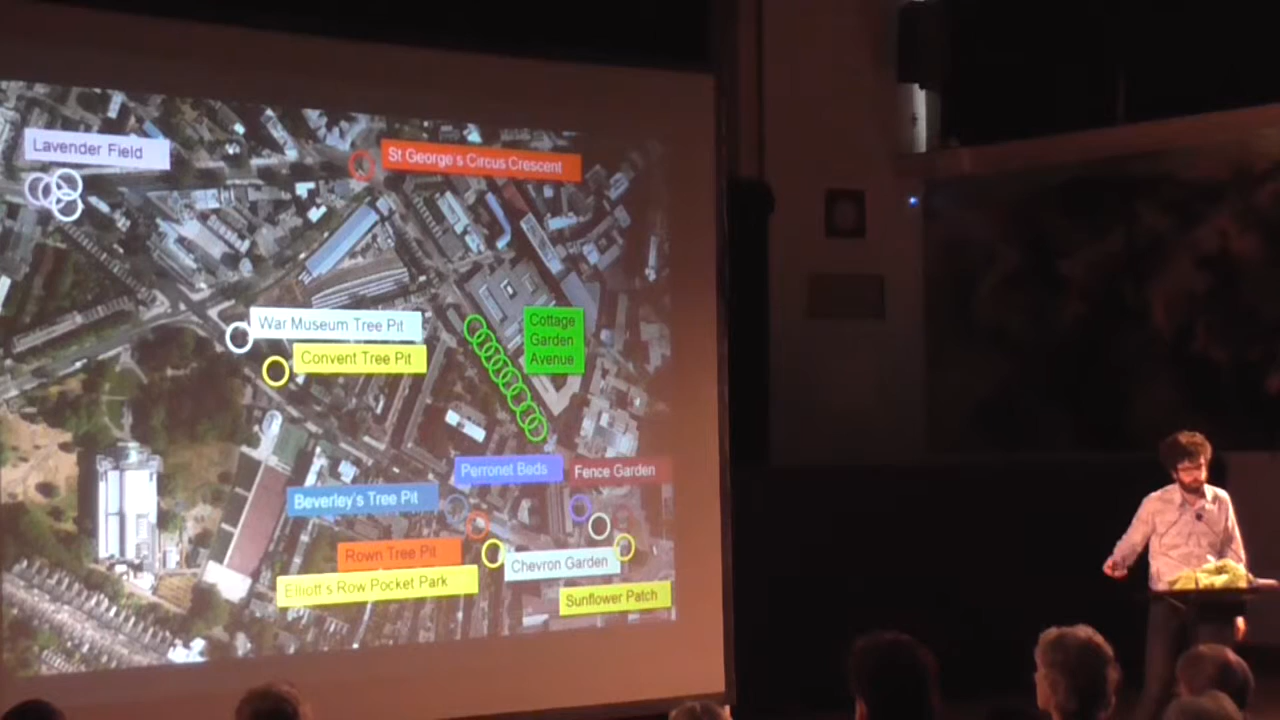 Lavender Field
St George's Circus Crescent
War Museum Tree Pit
Convent Tree Pit
Cottage
Garden
Avenue
Perronet Beds
Fence Garden
Beverley's Tree Pit
Rown Tree Pit
Chevron Garden
Elliott's Row Pocket Park
Sunflower Patch